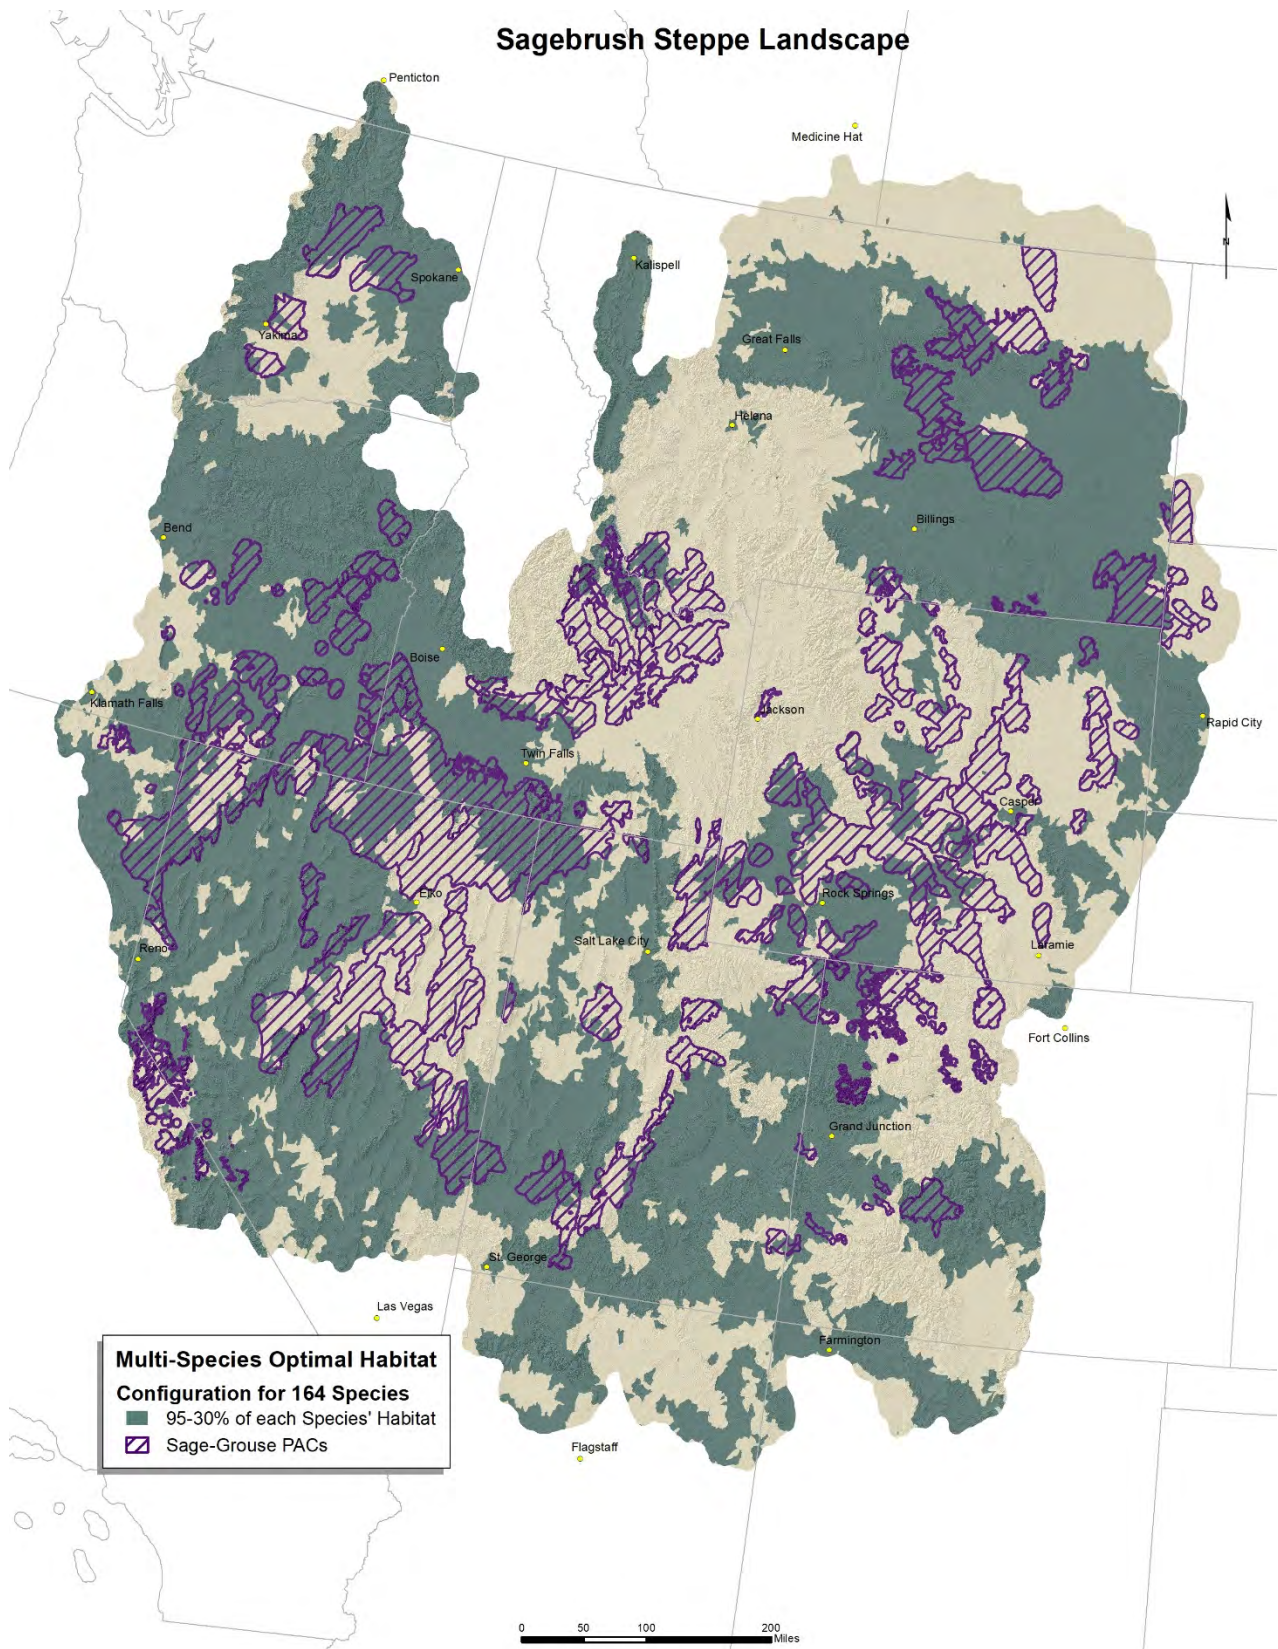 Sagebrush Steppe Landscape
Penticton
Medicine Hat
N
Kalispell
Spokane
Yakima
Great Falls
Helena
Billings
Bend
Boise
Klamath Falls
Jackson
Rapid City
Twin Falls
Casper
Elko
Rock Springs
Reno
Salt Lake City
Laramie
Fort Collins
Grand Junction
St. George
Las Vegas
Farmington
Multi-Species Optimal Habitat
Configuration for 164 Species
95-30% of each Species' Habitat
Sage-Grouse PACs
Flagstaff
0 50 100 200
Miles